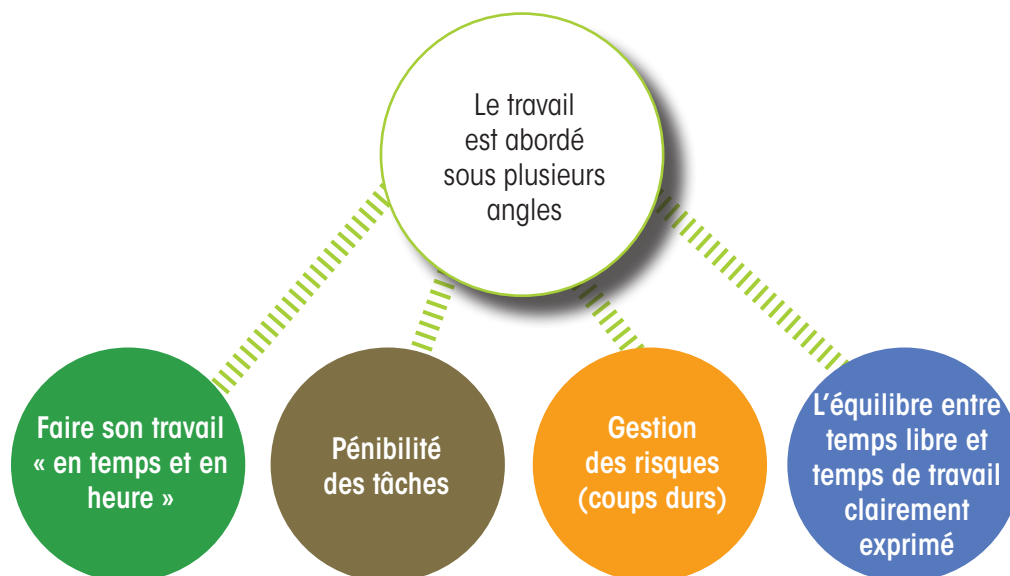 Le travail
est abordé
sous plusieurs
angles
Faire son travail
« en temps et en
heure »
Pénibilité
des tâches
Gestion
des risques
(coups durs)
L'équilibre entre
temps libre et
temps de travail
clairement
exprimé